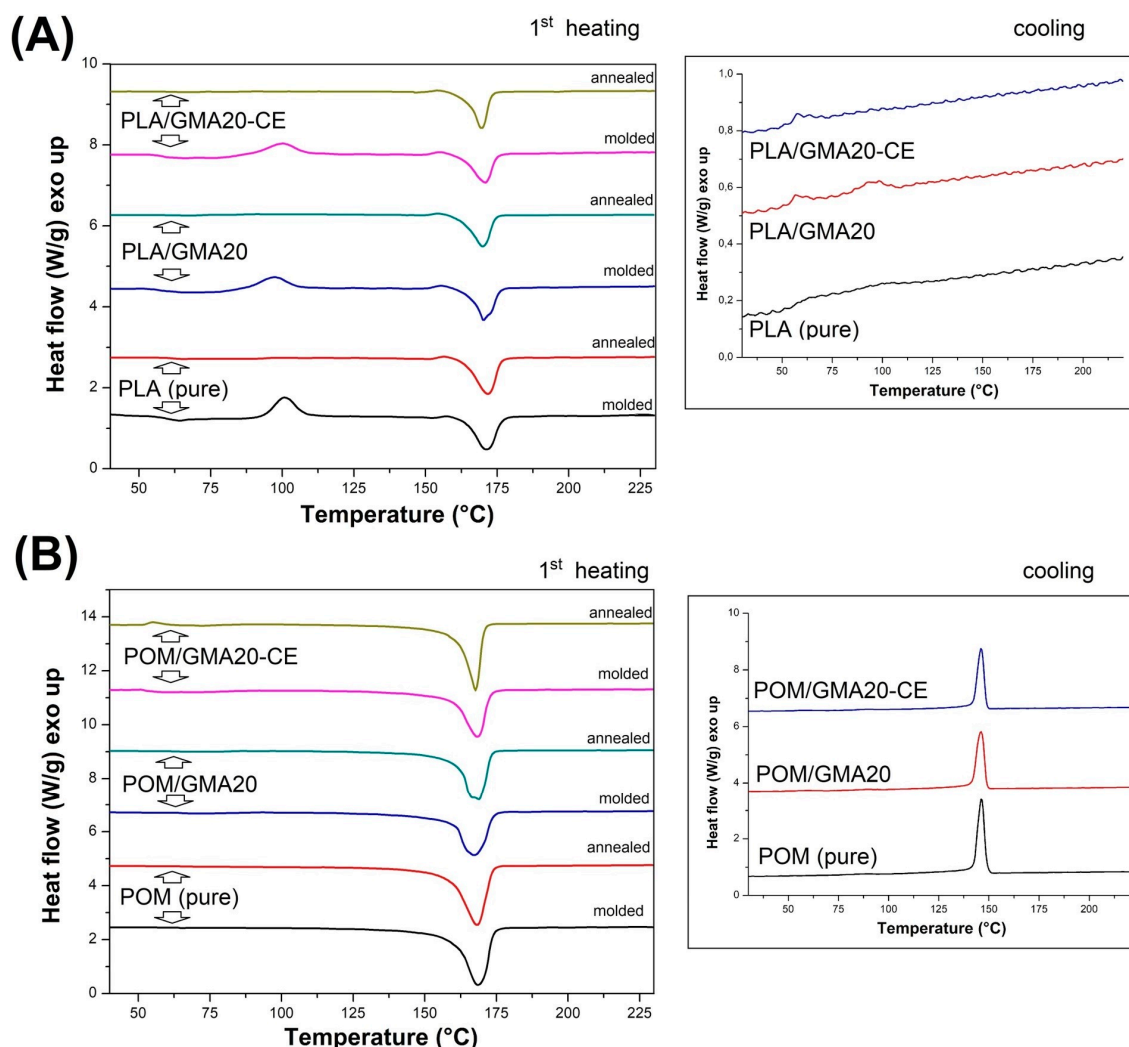 (A)
1st heating
cooling
Heat flow (W/g) exo up
10
8
6
4
2
0
annealed
PLA/GMA20-CE
molded
annealed
PLA/GMA20
molded
annealed
PLA (pure)
molded
50 75 100 125 150 175 200 225
Temperature (°C)
Heat flow (W/g) exo up
1,0
0,8
0,6
0,4
0,2
0,0
PLA/GMA20-CE
PLA/GMA20
PLA (pure)
50 75 100 125 150 175 200
Temperature (°C)
(B)
1st heating
cooling
Heat flow (W/g) exo up
14
12
10
8
6
4
2
0
annealed
POM/GMA20-CE
molded
annealed
POM/GMA20
molded
annealed
POM (pure)
molded
50 75 100 125 150 175 200 225
Temperature (°C)
Heat flow (W/g) exo up
10
8
6
4
2
0
POM/GMA20-CE
POM/GMA20
POM (pure)
50 75 100 125 150 175 200
Temperature (°C)